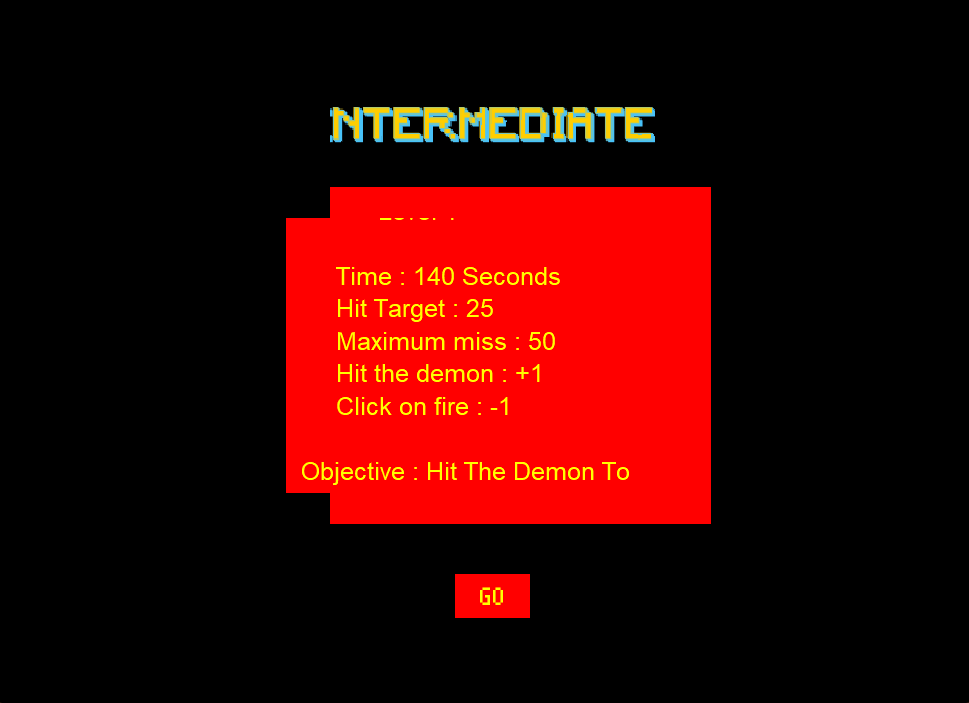 NTERMEDIATE
Time : 140 Seconds
Hit Target : 25
Maximum miss : 50
Hit the demon : +1
Click on fire : -1
Objective : Hit The Demon To
GO